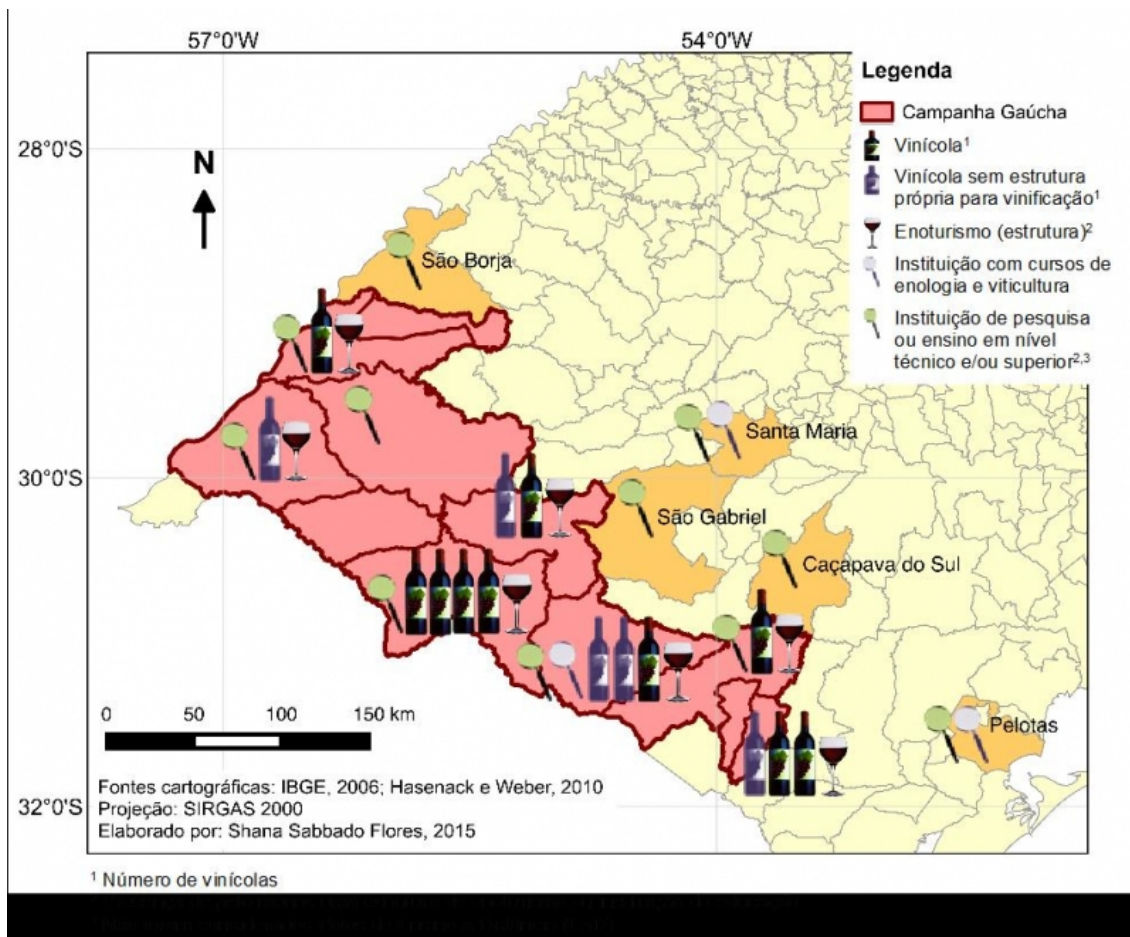 57°0'W
54°0'W
28°0'S
30°0'S
32°0'S
N
Legenda
Campanha Gaúcha
Vinícola¹
Vinícola sem estrutura
própria para vinificação¹
Enoturismo (estrutura)²
Instituição com cursos de
enologia e viticultura
Instituição de pesquisa
ou ensino em nível
técnico e/ou superior²,³
São Borja
Santa Maria
São Gabriel
Caçapava do Sul
Pelotas
0 50 100 150 km
Fontes cartográficas: IBGE, 2006; Hasenack e Weber, 2010
Projeção: SIRGAS 2000
Elaborado por: Shana Sabbado Flores, 2015
¹ Número de vinícolas